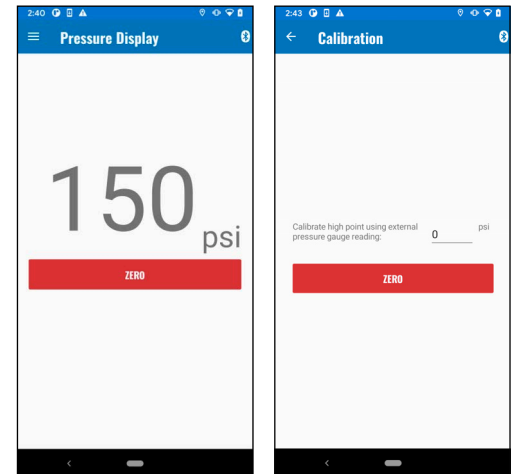 2:40
Pressure Display
150
psi
ZERO
2:43
Calibration
Calibrate high point using external
pressure gauge reading:
0
psi
ZERO